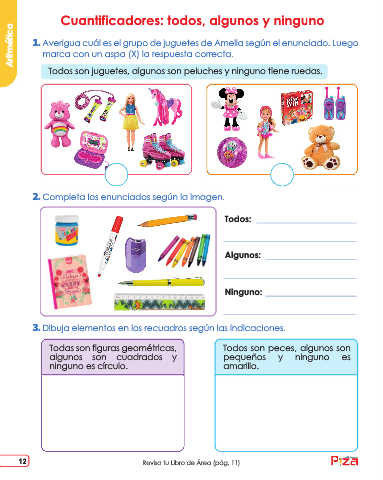 Aritmética
Cuantificadores: todos, algunos y ninguno
1. Averigua cuál es el grupo de juguetes de Amelia según el enunciado. Luego
marca con un aspa (X) la respuesta correcta.
Todos son juguetes, algunos son peluches y ninguno tiene ruedas.
2. Completa los enunciados según la imagen.
Todos:
Algunos:
Ninguno:
3. Dibuja elementos en los recuadros según las indicaciones.
Todas son figuras geométricas,
algunos son cuadrados y
ninguno es círculo.
Todos son peces, algunos son
pequeños y ninguno es
amarillo.
12
Revisa tu Libro de Área (pág. 11)